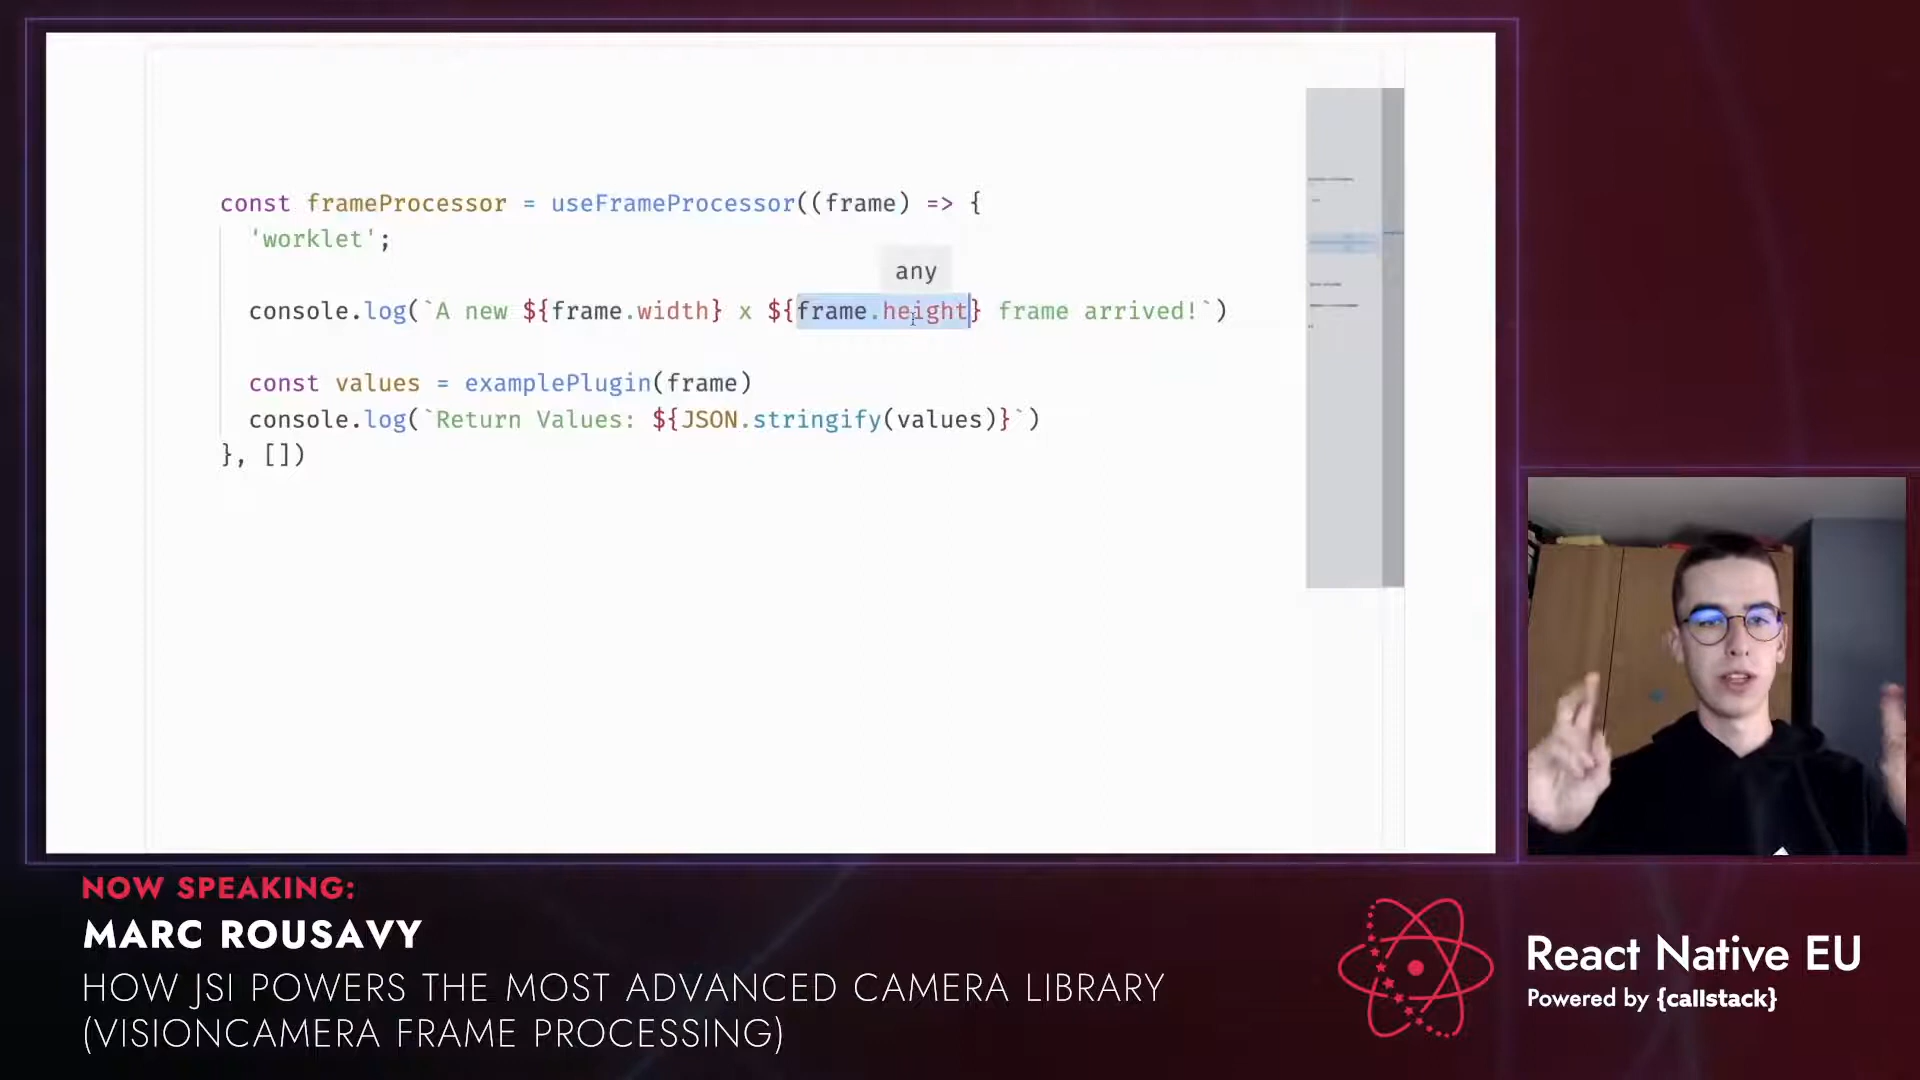 const frameProcessor = useFrameProcessor((frame) => {
'worklet';
any
console.log(`A new ${frame.width} x ${frame.height} frame arrived!`)
const values = examplePlugin(frame)
console.log(`Return Values: ${JSON.stringify(values)}`)
}, [])
NOW SPEAKING:
MARC ROUSAVY
HOW JSI POWERS THE MOST ADVANCED CAMERA LIBRARY
(VISIONCAMERA FRAME PROCESSING)
React Native EU
Powered by {callstack}